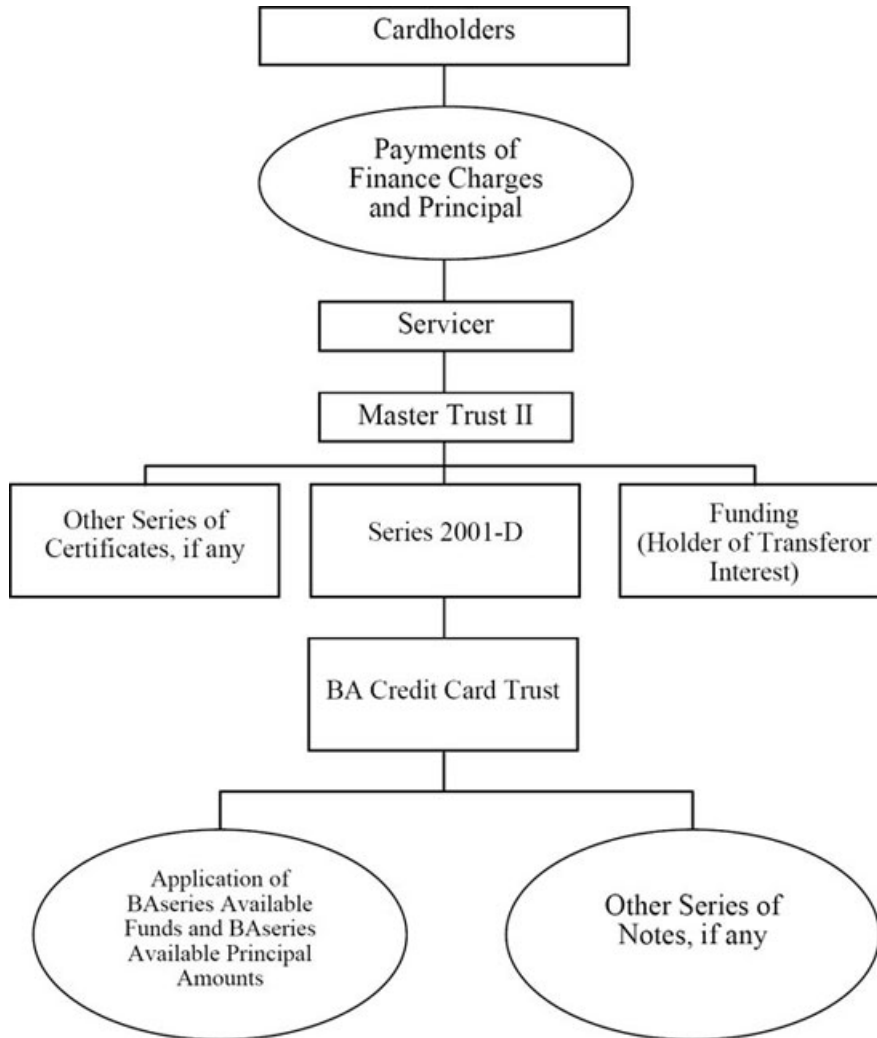 Cardholders
Payments of
Finance Charges
and Principal
Servicer
Master Trust II
Other Series of
Certificates, if any
Series 2001-D
Funding
(Holder of Transferor
Interest)
BA Credit Card Trust
Application of
BAseries Available
Funds and BAseries
Available Principal
Amounts
Other Series of
Notes, if any